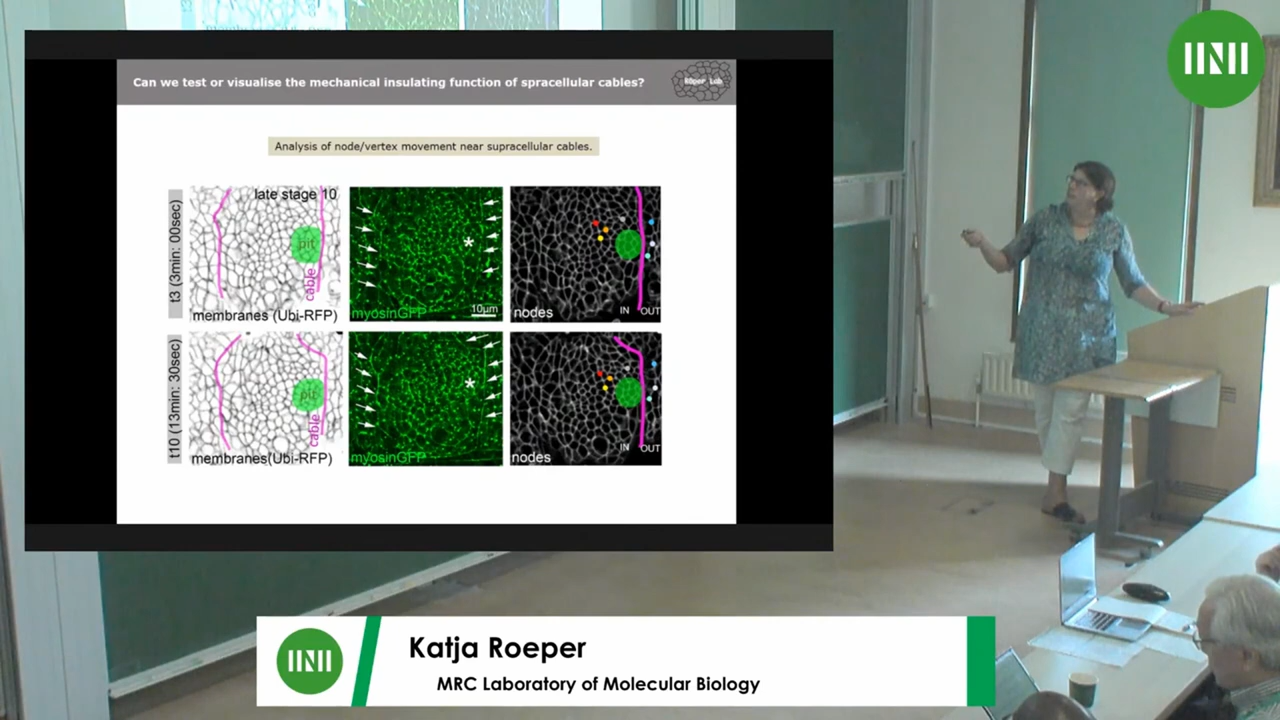 Can we test or visualise the mechanical insulating function of spracellular cables?
Röper Lab
Analysis of node/vertex movement near supracellular cables.
t3 (3min: 00sec)
late stage 10
pit
cable
membranes (Ubi-RFP)
*
myosinGFP
10µm
IN
OUT
nodes
t10 (13min: 30sec)
pit
cable
membranes(Ubi-RFP)
*
myosinGFP
IN
OUT
nodes
Katja Roeper
MRC Laboratory of Molecular Biology